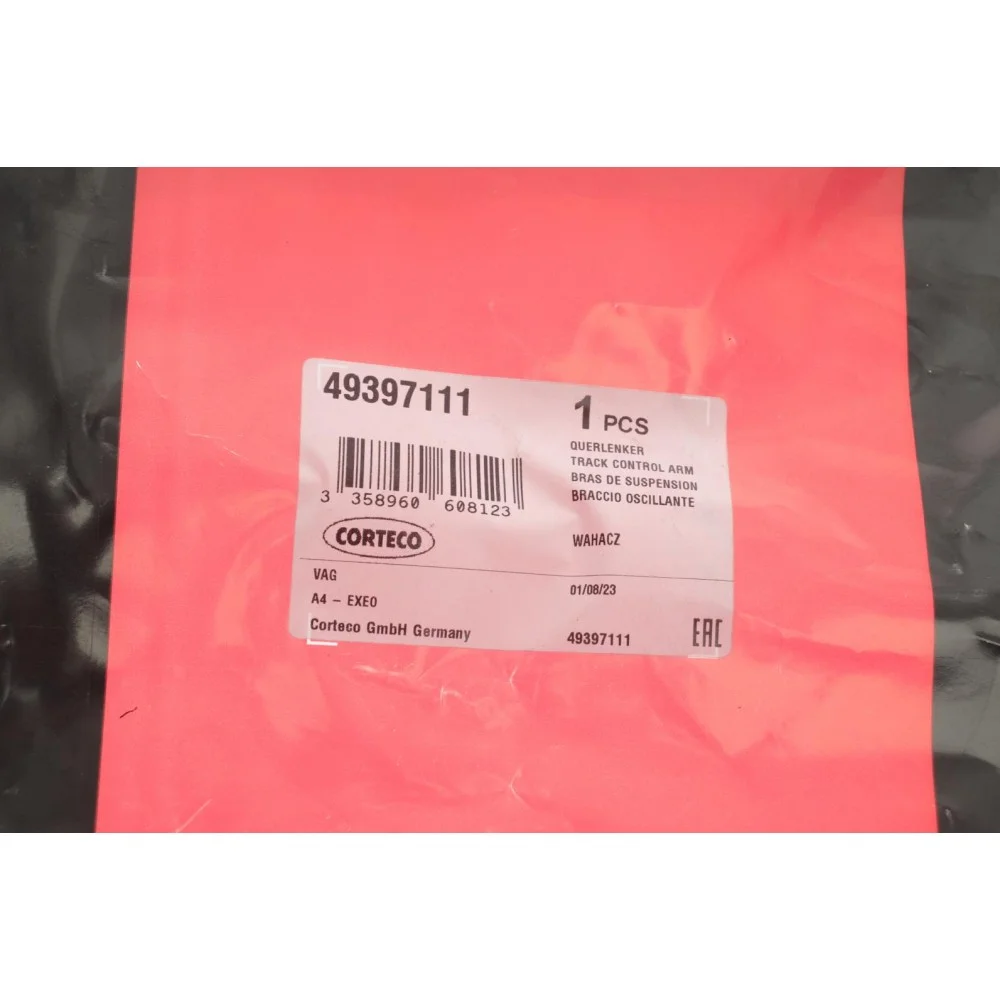 49397111
1 PCS
QUERLENKER
TRACK CONTROL ARM
BRAS DE SUSPENSION
BRACCIO OSCILLANTE
3 358960 608123
CORTECO
WAHACZ
VAG
01/08/23
A4 - EXEO
Corteco GmbH Germany
49397111
EAC